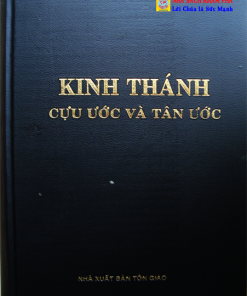 Lời Chúa là Sức Mạnh
KINH THÁNH
CỰU ƯỚC VÀ TÂN ƯỚC
NHÀ XUẤT BẢN TÔN GIÁO